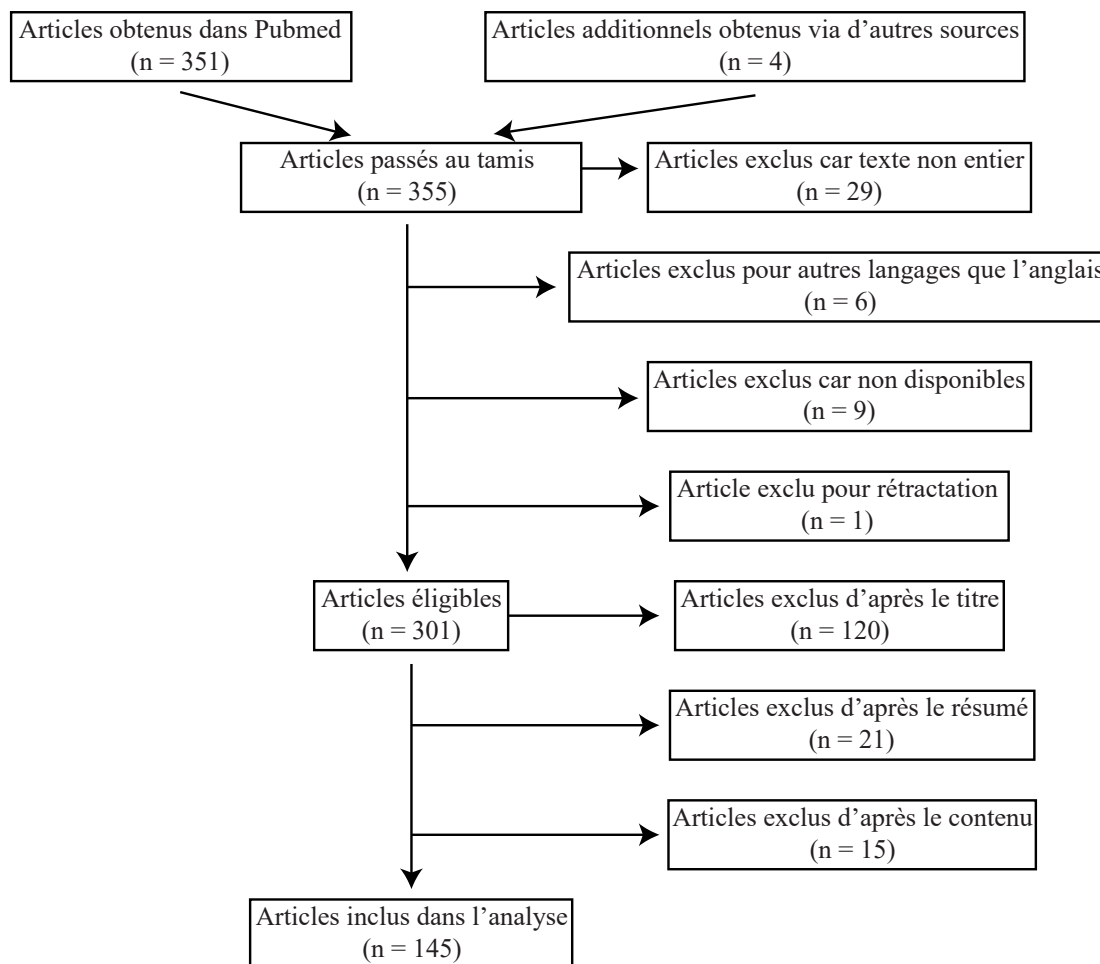 Articles obtenus dans Pubmed
(n = 351)
Articles additionnels obtenus via d'autres sources
(n = 4)
Articles passés au tamis
(n = 355)
Articles exclus car texte non entier
(n = 29)
Articles exclus pour autres langages que l'anglais
(n = 6)
Articles exclus car non disponibles
(n = 9)
Article exclu pour rétractation
(n = 1)
Articles éligibles
(n = 301)
Articles exclus d'après le titre
(n = 120)
Articles exclus d'après le résumé
(n = 21)
Articles exclus d'après le contenu
(n = 15)
Articles inclus dans l'analyse
(n = 145)